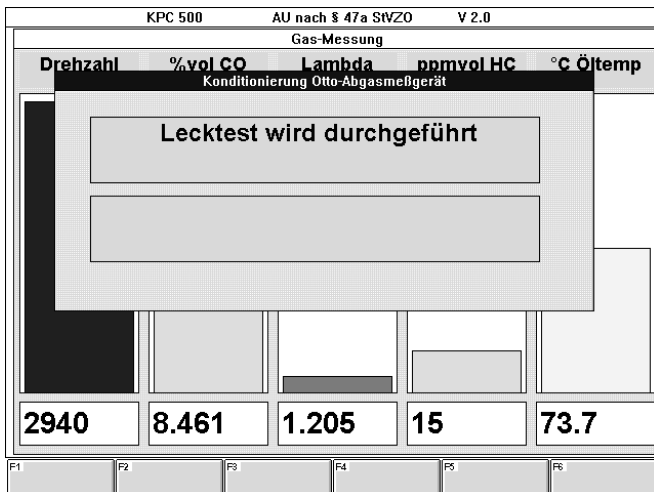 KPC 500 AU nach § 47a StVZO V 2.0
Gas-Messung
Drehzahl %vol CO Lambda ppmvol HC °C Öltemp
Konditionierung Otto-Abgasmeßgerät
Lecktest wird durchgeführt
2940 8.461 1.205 15 73.7
F1 F2 F3 F4 F5 F6